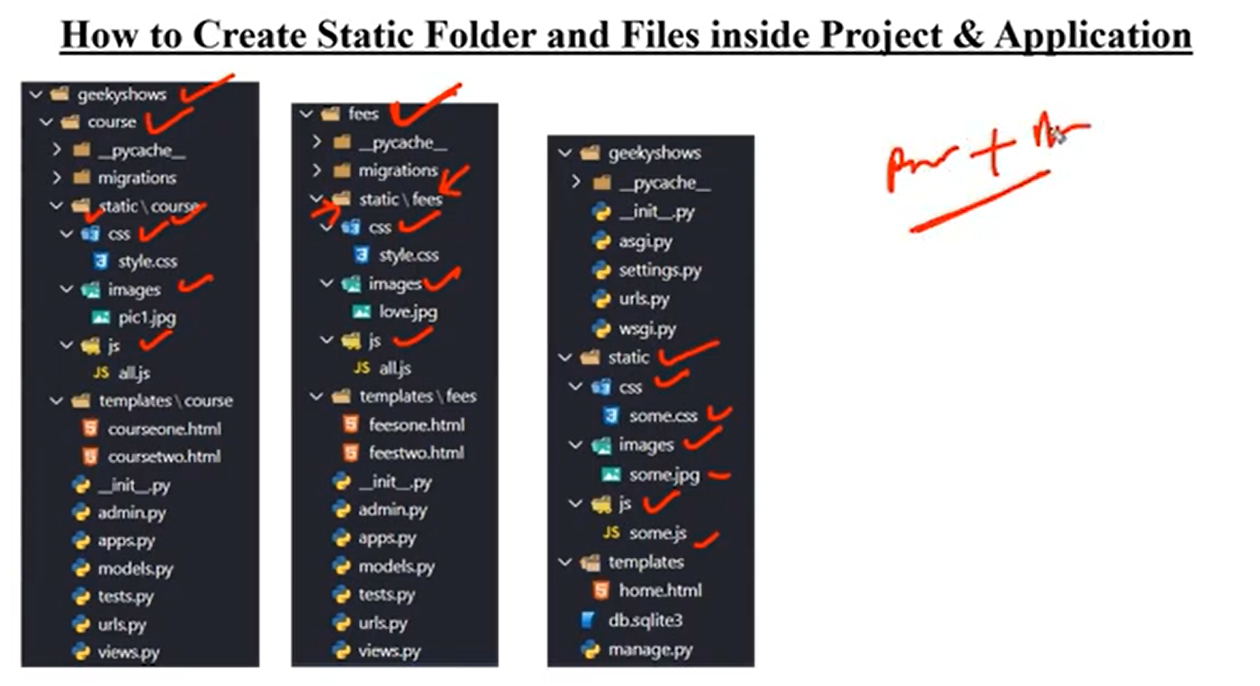 How to Create Static Folder and Files inside Project & Application
geekyshows
course
__pycache__
migrations
static \ course
css
style.css
images
pic1.jpg
js
all.js
templates \ course
courseone.html
coursetwo.html
__init__.py
admin.py
apps.py
models.py
tests.py
urls.py
views.py
fees
__pycache__
migrations
static \ fees
css
style.css
images
love.jpg
js
all.js
templates \ fees
feesone.html
feestwo.html
__init__.py
admin.py
apps.py
models.py
tests.py
urls.py
views.py
geekyshows
__pycache__
__init__.py
asgi.py
settings.py
urls.py
wsgi.py
static
css
some.css
images
some.jpg
js
some.js
templates
home.html
db.sqlite3
manage.py